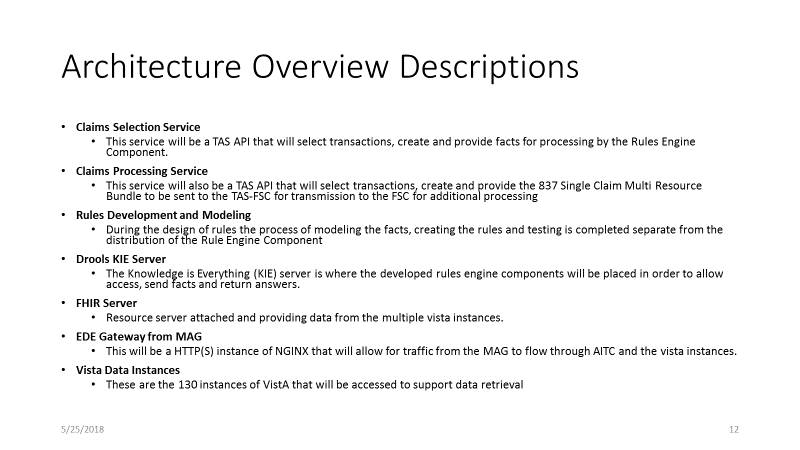 Architecture Overview Descriptions
• Claims Selection Service
• This service will be a TAS API that will select transactions, create and provide facts for processing by the Rules Engine
Component.
• Claims Processing Service
• This service will also be a TAS API that will select transactions, create and provide the 837 Single Claim Multi Resource
Bundle to be sent to the TAS-FSC for transmission to the FSC for additional processing
• Rules Development and Modeling
• During the design of rules the process of modeling the facts, creating the rules and testing is completed separate from the
distribution of the Rule Engine Component
• Drools KIE Server
• The Knowledge is Everything (KIE) server is where the developed rules engine components will be placed in order to allow
access, send facts and return answers.
• FHIR Server
• Resource server attached and providing data from the multiple vista instances.
• EDE Gateway from MAG
• This will be a HTTP(S) instance of NGINX that will allow for traffic from the MAG to flow through AITC and the vista instances.
• Vista Data Instances
• These are the 130 instances of VistA that will be accessed to support data retrieval
5/25/2018
12